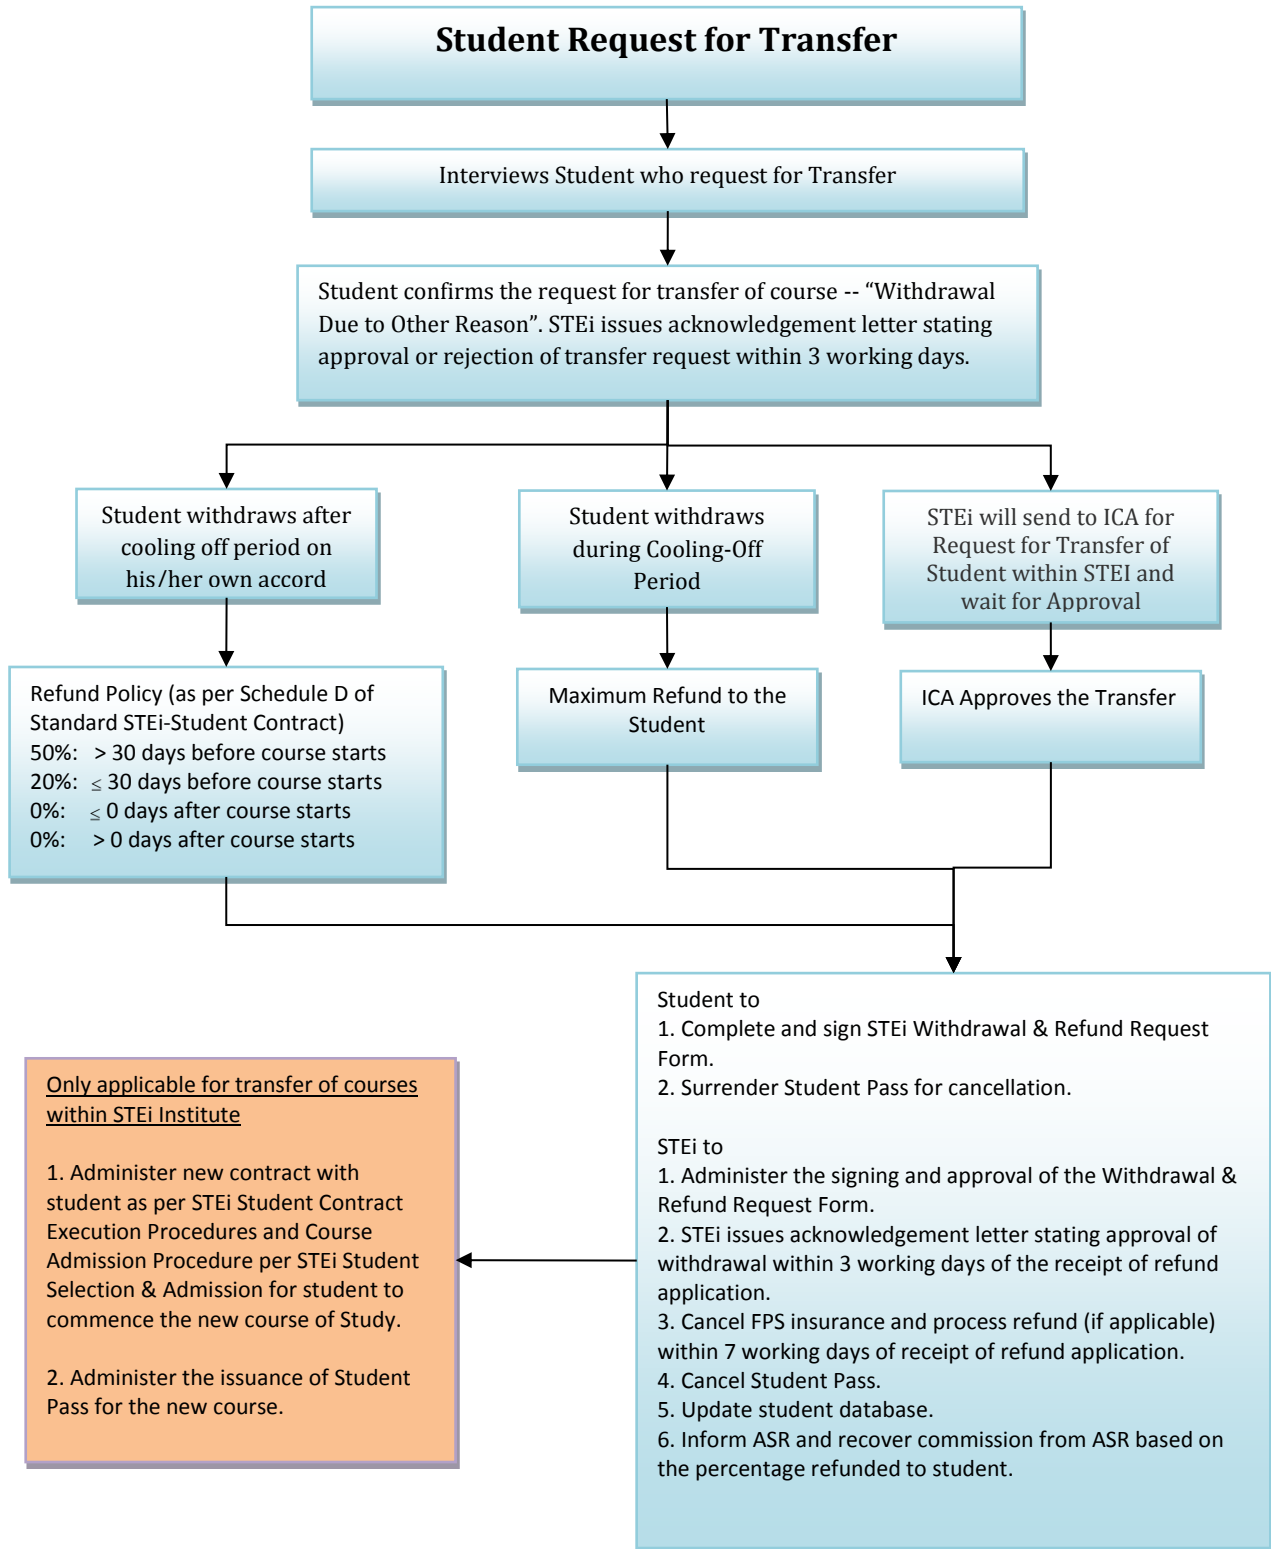 Student Request for Transfer
Interviews Student who request for Transfer
Student confirms the request for transfer of course -- “Withdrawal
Due to Other Reason”. STEi issues acknowledgement letter stating
approval or rejection of transfer request within 3 working days.
Student withdraws after
cooling off period on
his/her own accord
Student withdraws
during Cooling-Off
Period
STEi will send to ICA for
Request for Transfer of
Student within STEI and
wait for Approval
Refund Policy (as per Schedule D of
Standard STEi-Student Contract)
50%: > 30 days before course starts
20%: ≤ 30 days before course starts
0%: ≤ 0 days after course starts
0%: > 0 days after course starts
Maximum Refund to the
Student
ICA Approves the Transfer
Student to
1. Complete and sign STEi Withdrawal & Refund Request
Form.
2. Surrender Student Pass for cancellation.
STEi to
1. Administer the signing and approval of the Withdrawal &
Refund Request Form.
2. STEi issues acknowledgement letter stating approval of
withdrawal within 3 working days of the receipt of refund
application.
3. Cancel FPS insurance and process refund (if applicable)
within 7 working days of receipt of refund application.
4. Cancel Student Pass.
5. Update student database.
6. Inform ASR and recover commission from ASR based on
the percentage refunded to student.
Only applicable for transfer of courses
within STEi Institute
1. Administer new contract with
student as per STEi Student Contract
Execution Procedures and Course
Admission Procedure per STEi Student
Selection & Admission for student to
commence the new course of Study.
2. Administer the issuance of Student
Pass for the new course.